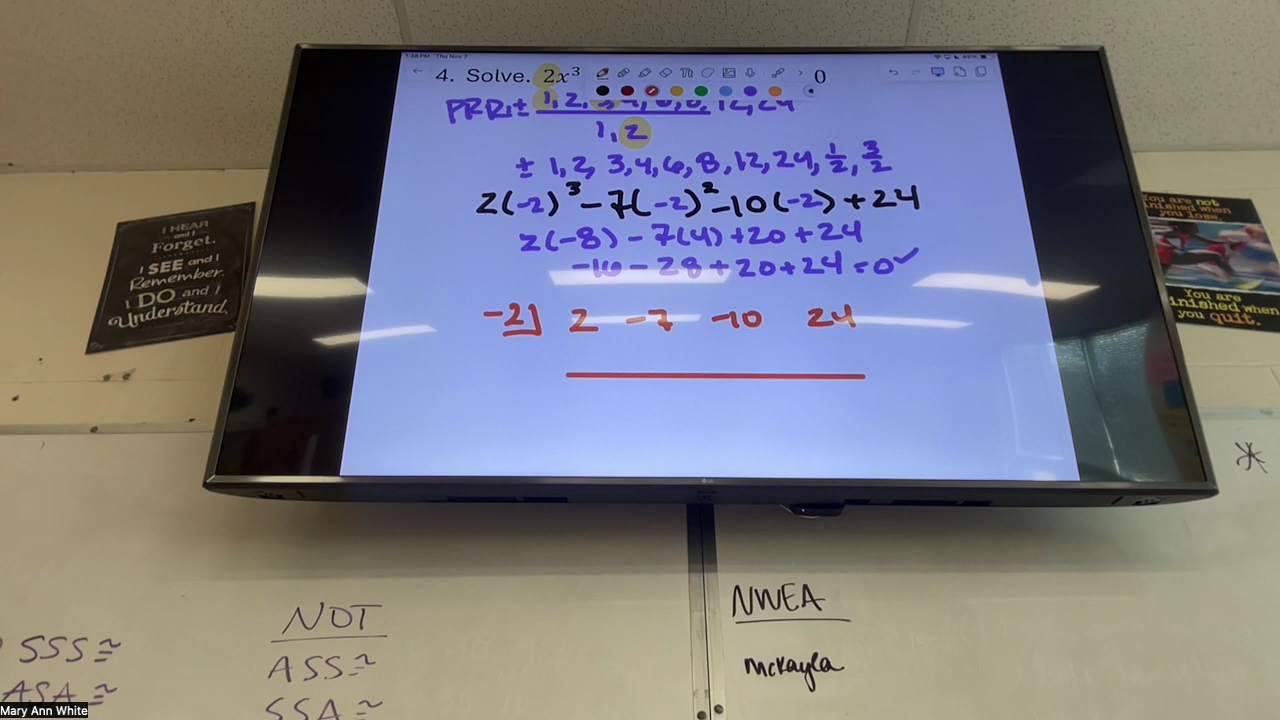 1:38 PM Thu Nov 7
4. Solve. 2x³ 0
PRR: ± 1, 2, 3, 4, 6, 8, 12, 24
1, 2
± 1, 2, 3, 4, 6, 8, 12, 24, 1/2, 3/2
2(-2)³ - 7(-2)² - 10(-2) + 24
2(-8) - 7(4) + 20 + 24
-16 - 28 + 20 + 24 = 0 ✓
-2⌋ 2 -7 -10 24
I HEAR
and I
Forget.
I SEE and I
Remember.
I DO and I
Understand.
You are not
finished when
you lose.
You are
finished when
you quit.
NOT
SSS ≅
ASS ≅
ASA ≅
SSA ≅
NWEA
McKayla
LG
Mary Ann White